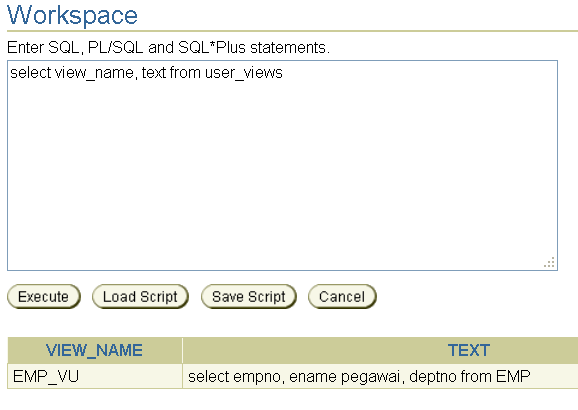 Workspace
Enter SQL, PL/SQL and SQL*Plus statements.
select view_name, text from user_views
Execute Load Script Save Script Cancel
VIEW_NAME TEXT
EMP_VU select empno, ename pegawai, deptno from EMP